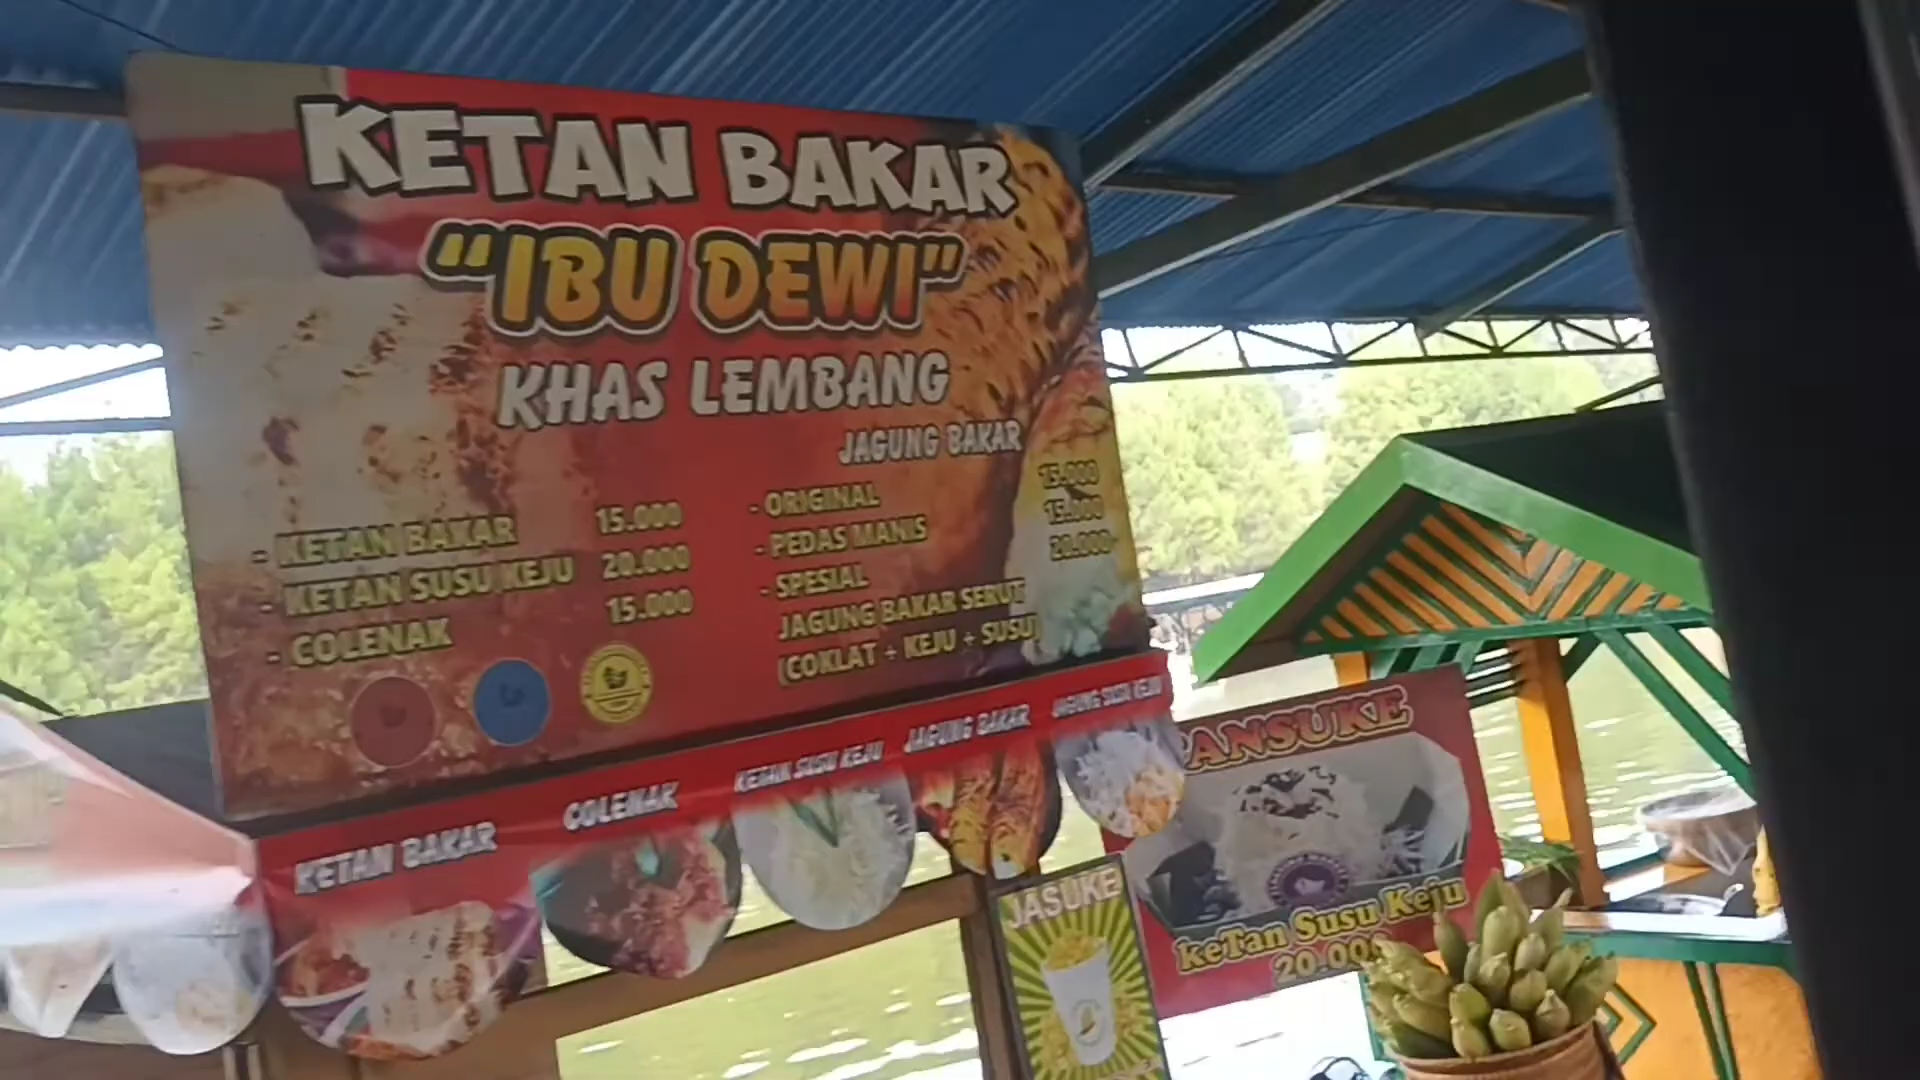 KETAN BAKAR
"IBU DEWI"
KHAS LEMBANG
JAGUNG BAKAR
- KETAN BAKAR 15.000
- KETAN SUSU KEJU 20.000
- COLENAK 15.000
- ORIGINAL 15.000
- PEDAS MANIS 15.000
- SPESIAL 20.000
JAGUNG BAKAR SERUT
(COKLAT + KEJU + SUSU)
KETAN BAKAR
COLENAK
KETAN SUSU KEJU
JAGUNG BAKAR
JAGUNG SUSU KEJU
TANSUKE
keTan Susu Keju
20.000
JASUKE